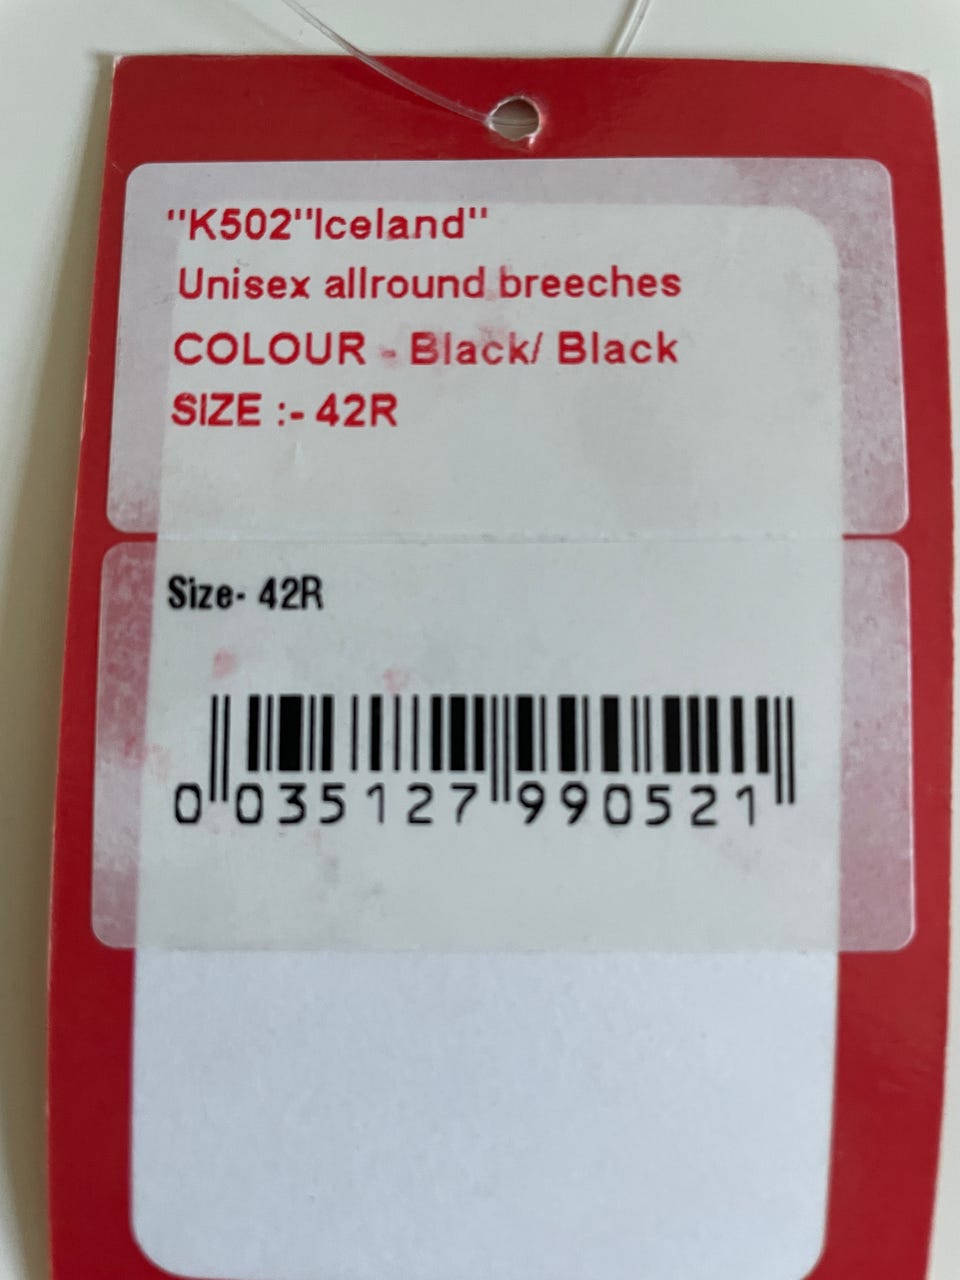 "K502"Iceland"
Unisex allround breeches
COLOUR - Black/ Black
SIZE :- 42R
Size- 42R
0 035127 990521